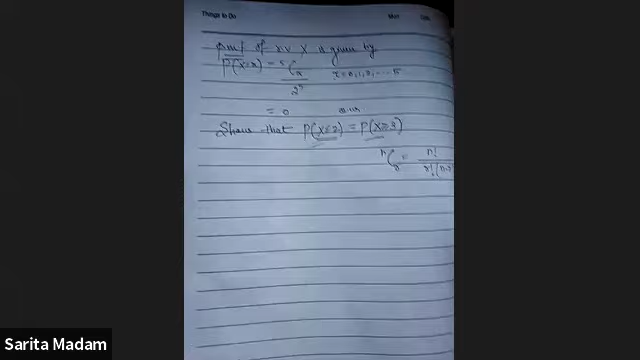 Things to Do
pmf of r.v X is given by
P(X=x) = ⁵Cₓ / 2⁵ x=0,1,2,...5
= 0 o.w
Show that P(X≤2) = P(X≥3)
ⁿCᵣ = n! / r!(n-r)
Sarita Madam